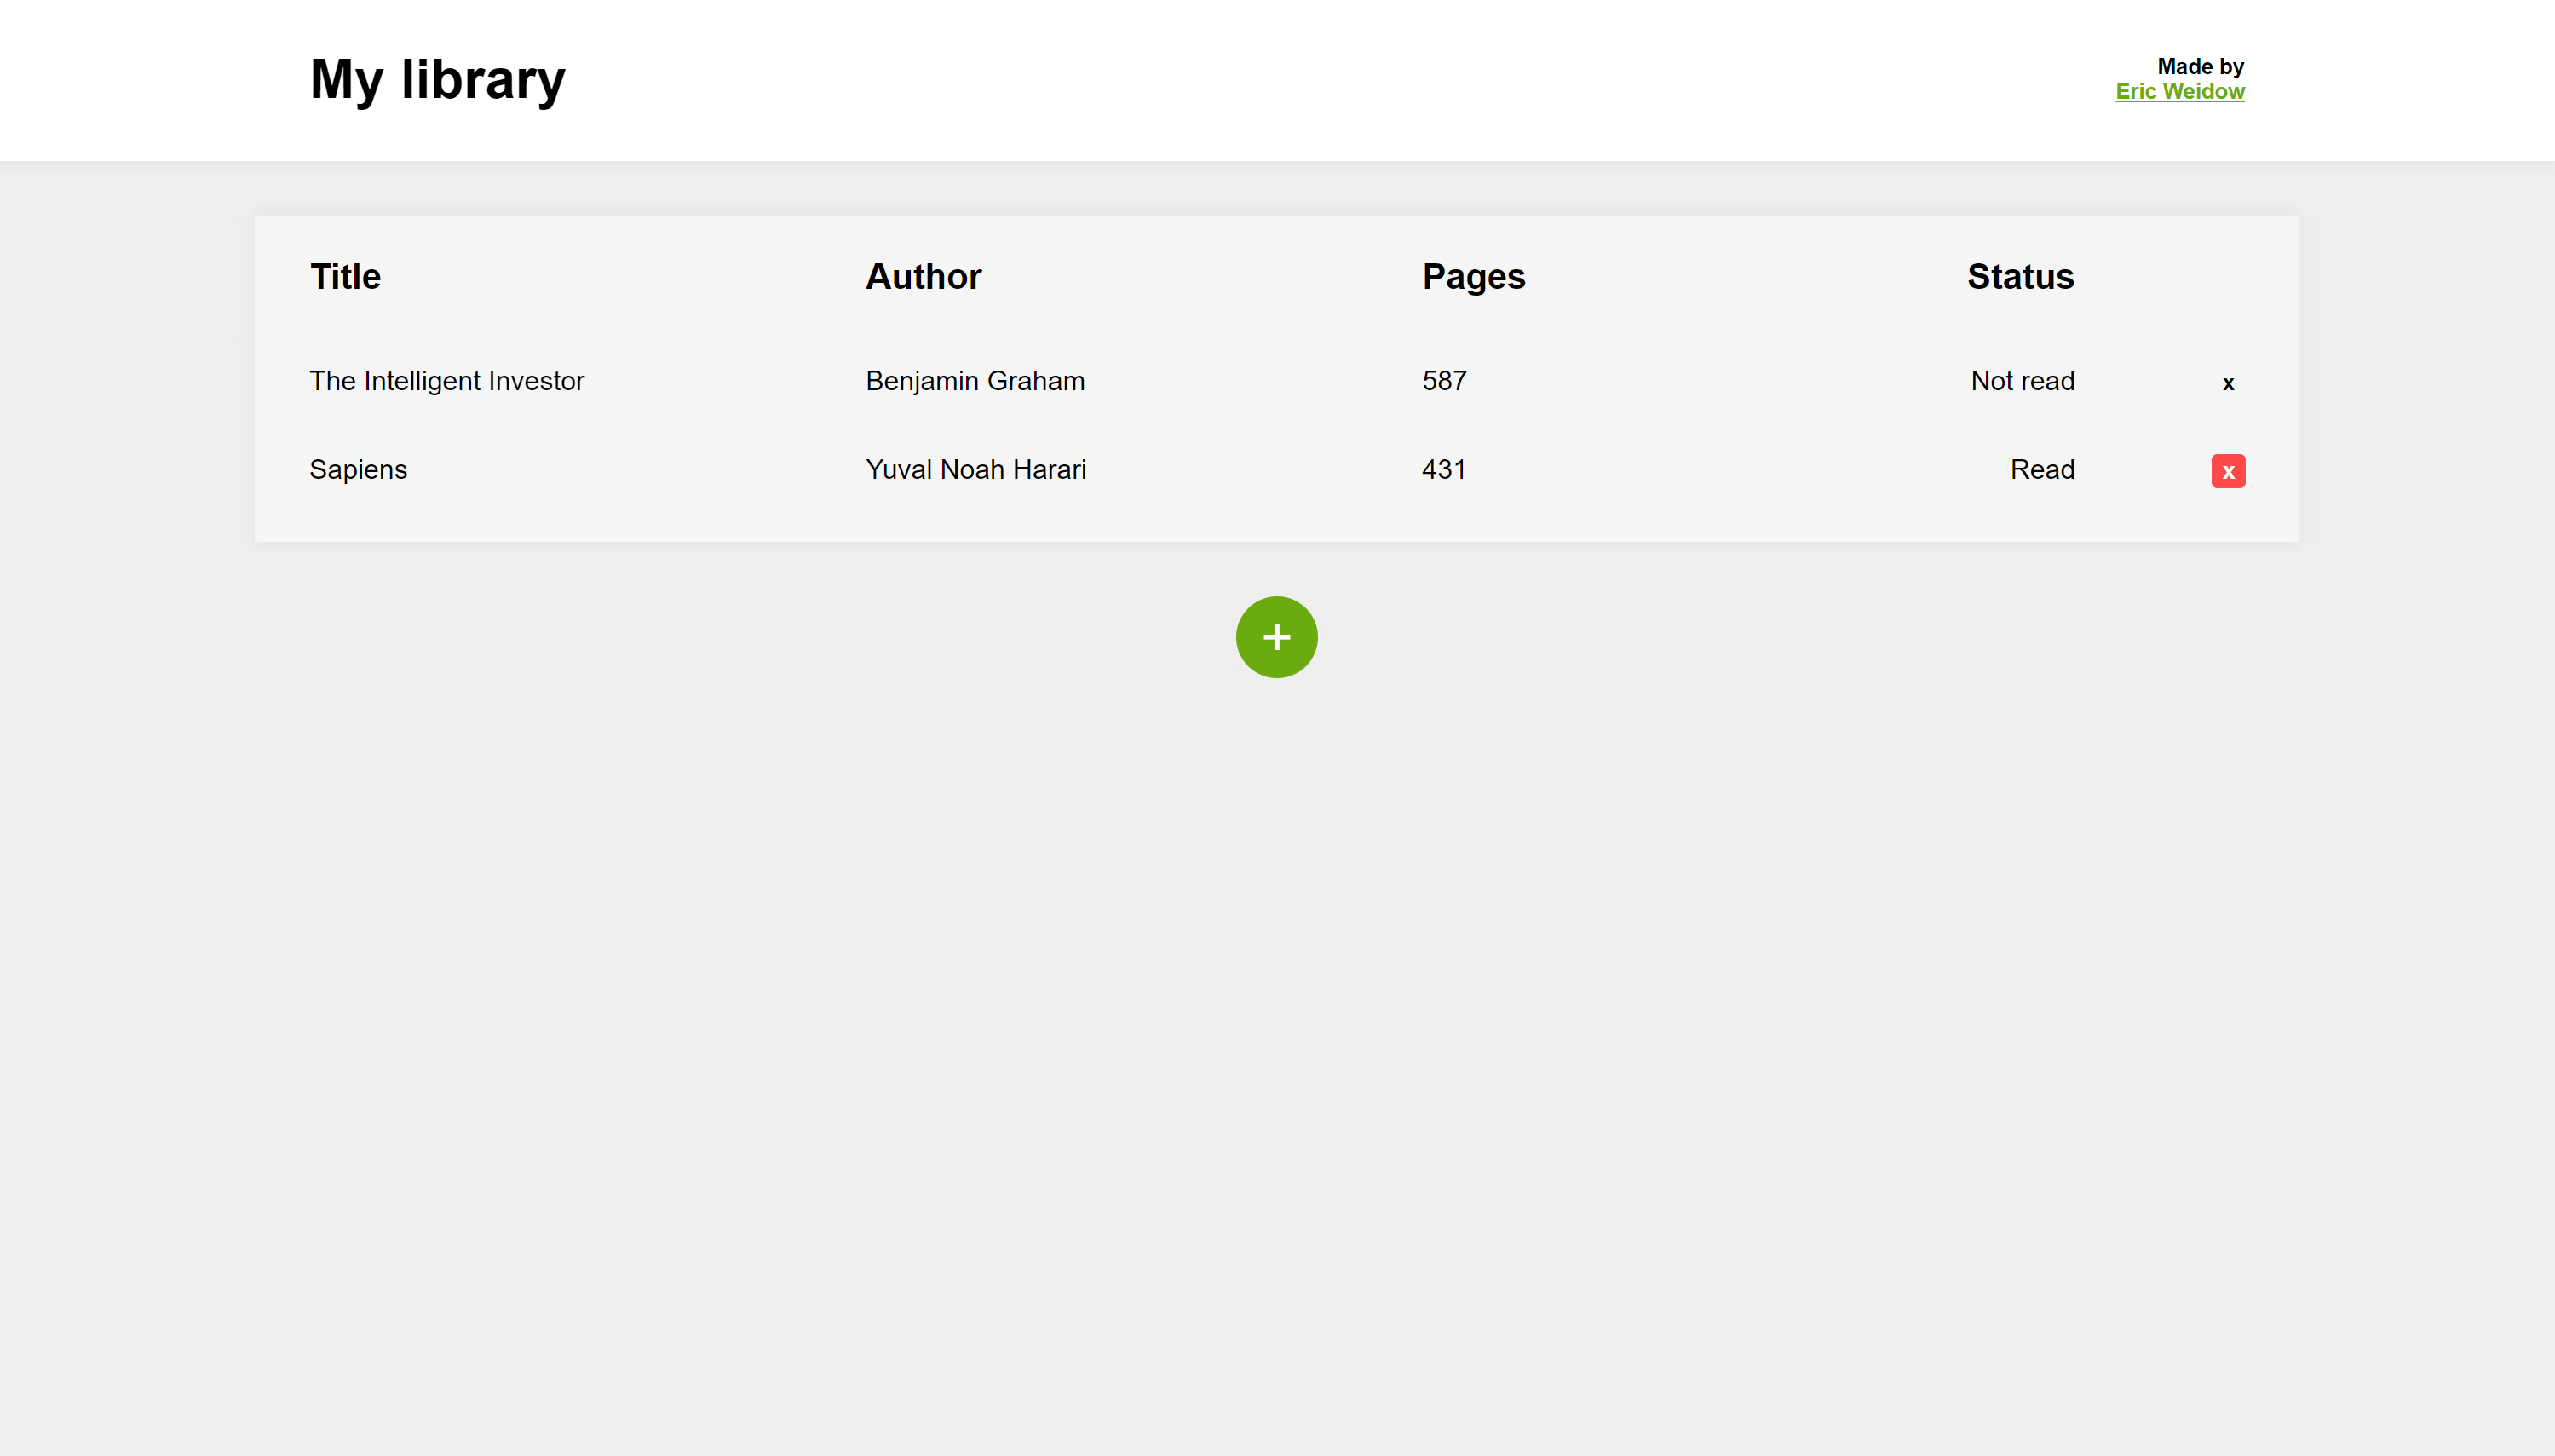 My library
Made by
Eric Weidow
Title Author Pages Status
The Intelligent Investor Benjamin Graham 587 Not read x
Sapiens Yuval Noah Harari 431 Read x
+